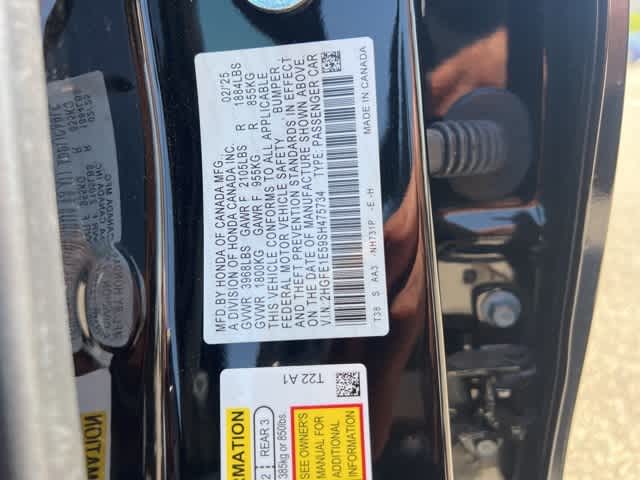 MFD BY HONDA OF CANADA MFG. 02/25
A DIVISION OF HONDA CANADA INC.
GVWR 3968LBS GAWR F 2105LBS R 1884LBS
GVWR 1800KG GAWR F 955KG R 855KG
THIS VEHICLE CONFORMS TO ALL APPLICABLE
FEDERAL MOTOR VEHICLE SAFETY, BUMPER,
AND THEFT PREVENTION STANDARDS IN EFFECT
ON THE DATE OF MANUFACTURE SHOWN ABOVE.
V.I.N:2HGFE1E59SH475734 TYPE:PASSENGER CAR
T38 S AA3 -NH731P -E-H MADE IN CANADA
T22 A1
RMATION
REAR 3
385kg or 850lbs.
SEE OWNER'S
MANUAL FOR
ADDITIONAL
INFORMATION